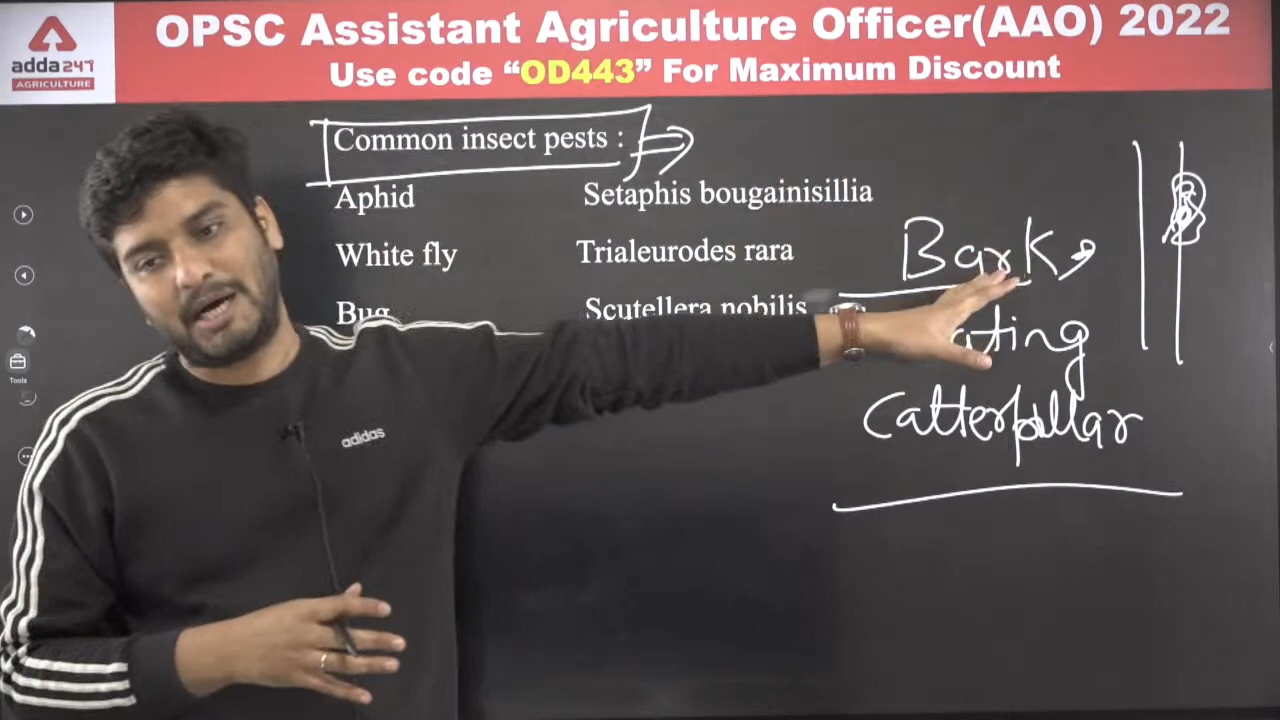 OPSC Assistant Agriculture Officer(AAO) 2022
adda247
AGRICULTURE
Use code “OD443” For Maximum Discount
Common insect pests :
Aphid Setaphis bougainisillia
White fly Trialeurodes rara
Bug Scutellera nobilis
Bark
ating
Catterpillar
Tools
adidas